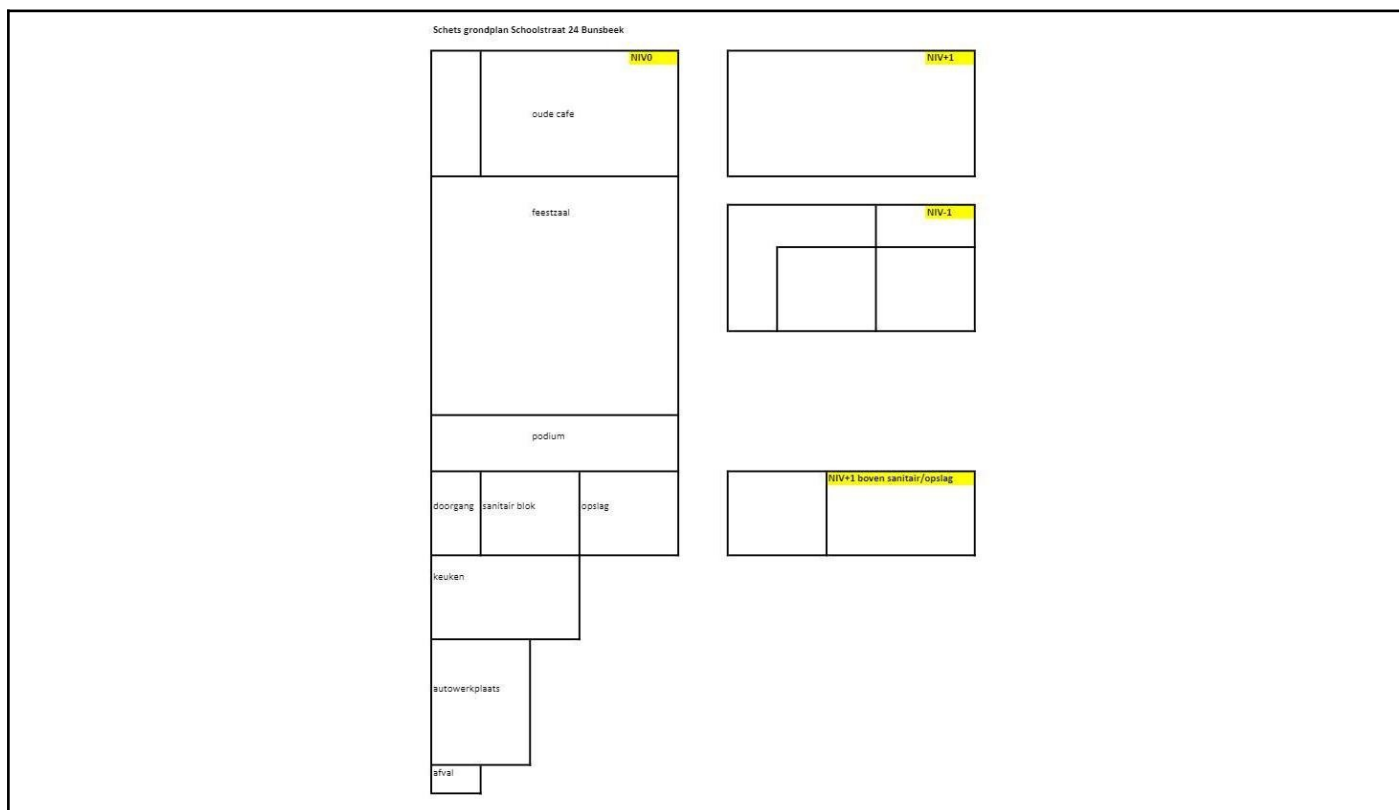 Schets grondplan Schoolstraat 24 Bunsbeek
NIV0
NIV+1
oude cafe
NIV-1
feestzaal
podium
NIV+1 boven sanitair/opslag
doorgang
sanitair blok
opslag
keuken
autowerkplaats
afval